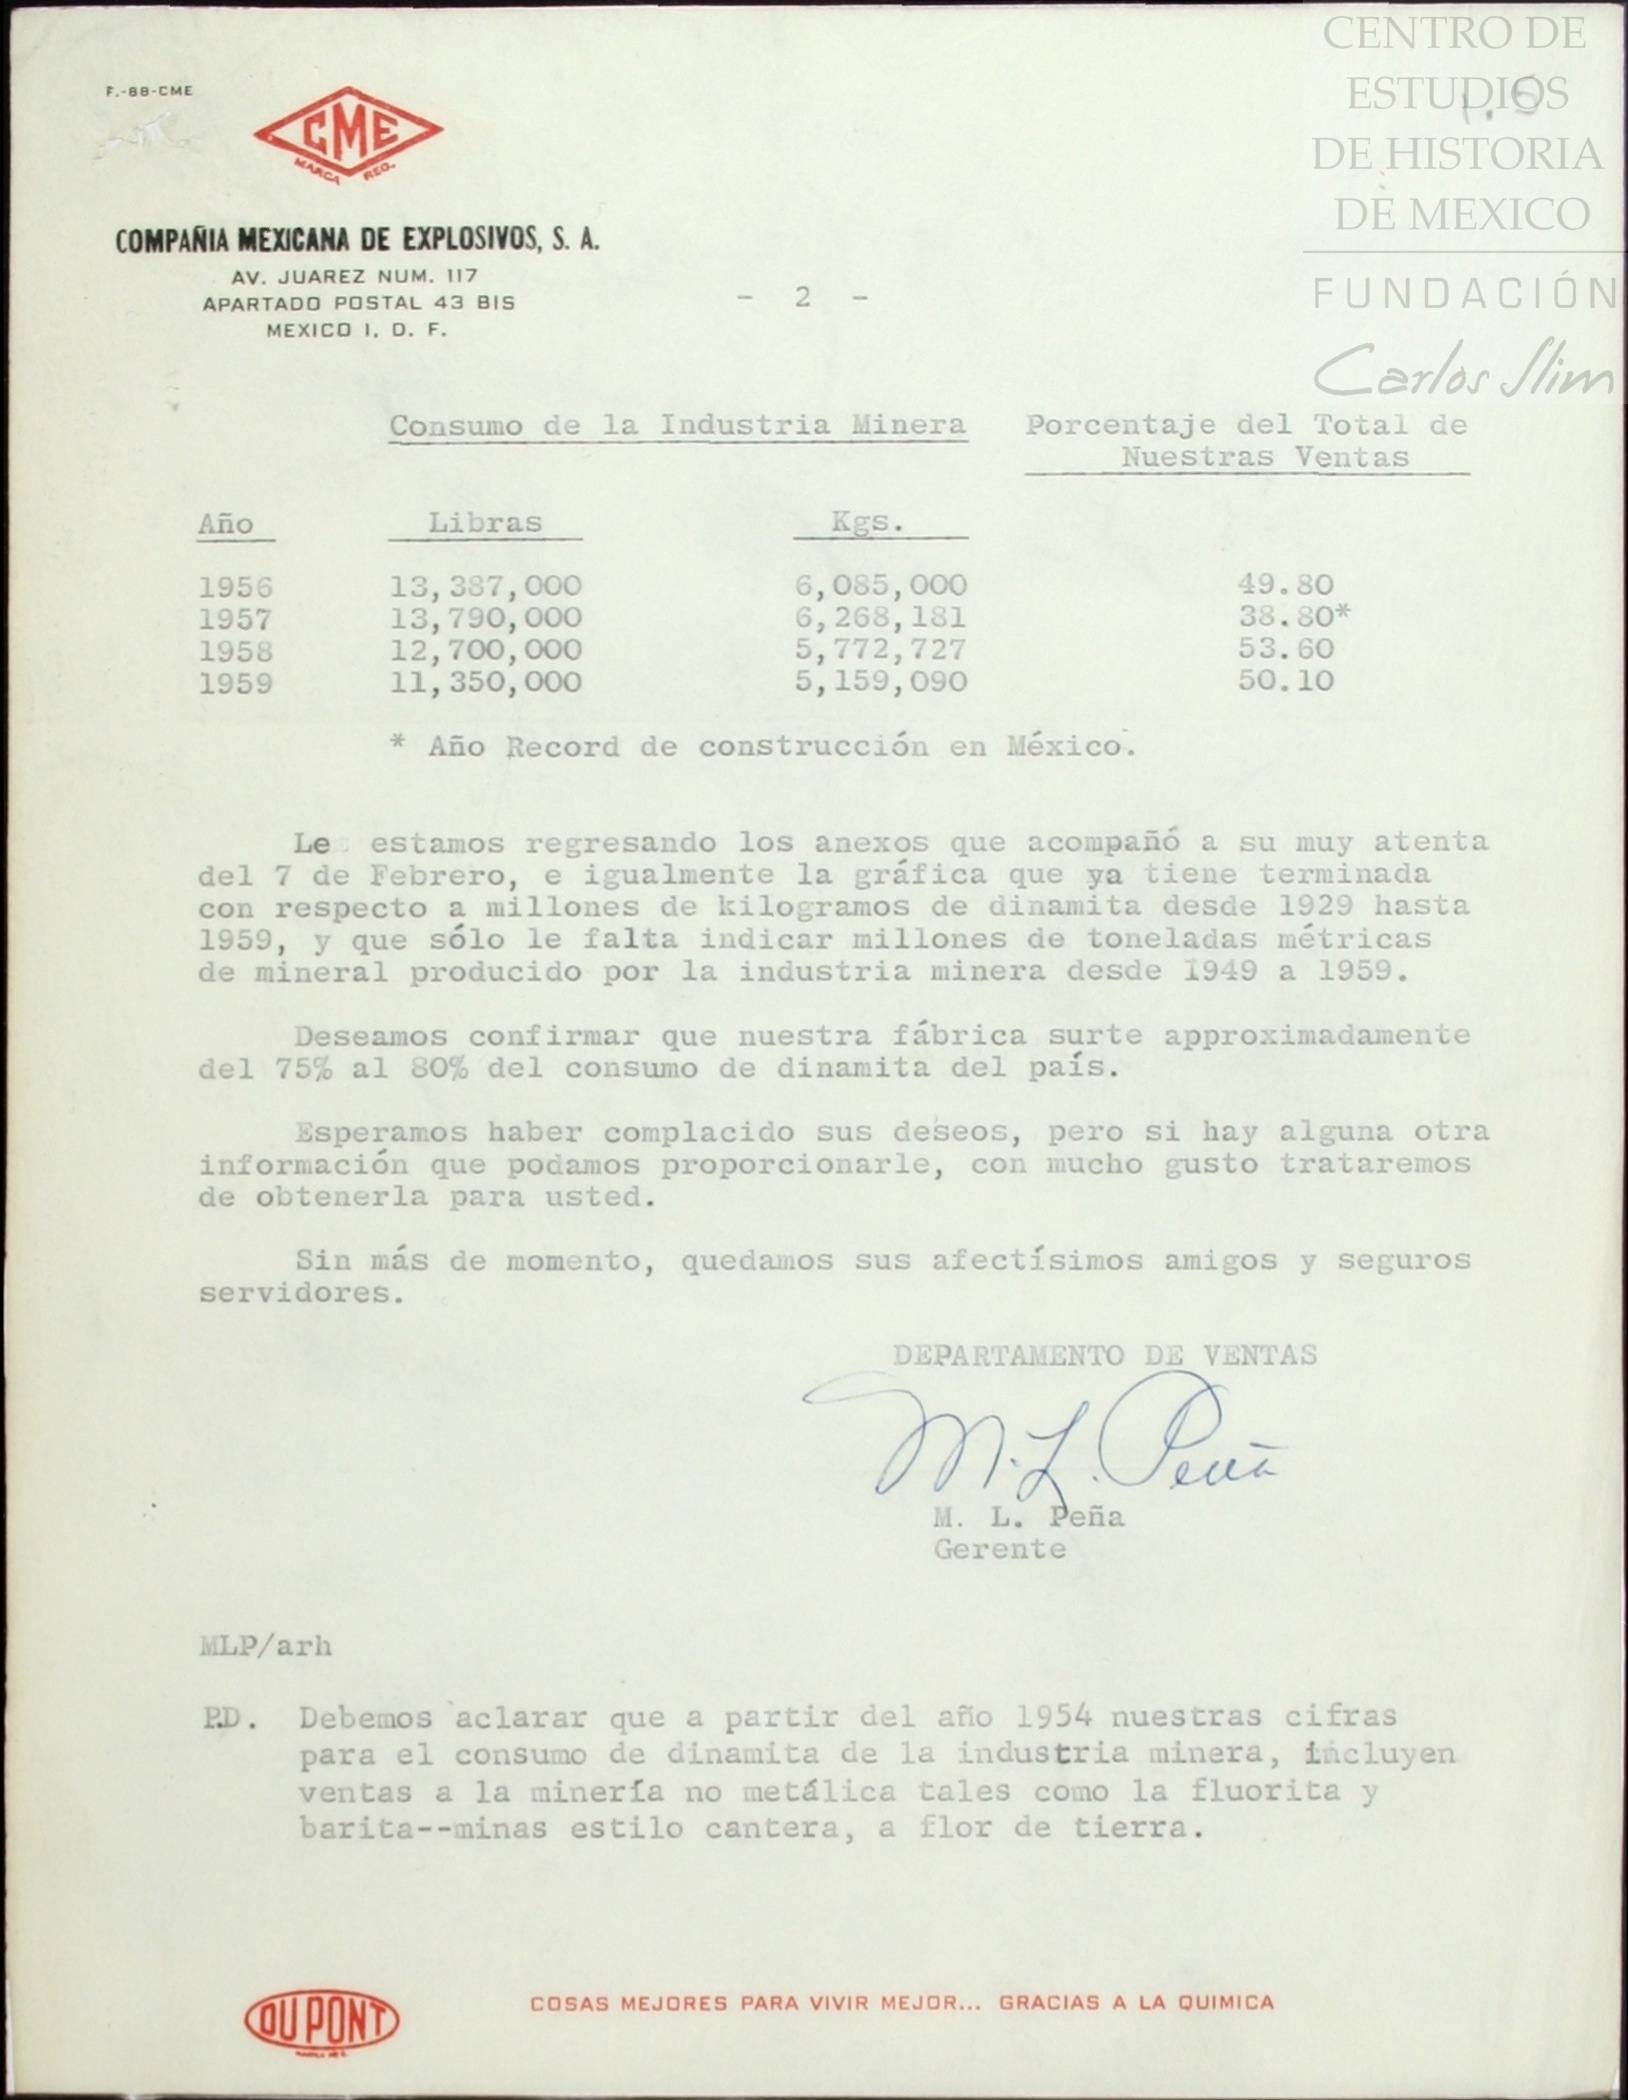 CENTRO DE
ESTUDIOS
DE HISTORIA
DE MEXICO
FUNDACIÓN
Carlos Slim
F.-88-CME
CME
MARCA REG.
COMPAÑIA MEXICANA DE EXPLOSIVOS, S. A.
AV. JUAREZ NUM. 117
APARTADO POSTAL 43 BIS
MEXICO 1, D. F.
- 2 -
Consumo de la Industria Minera Porcentaje del Total de
Nuestras Ventas
Año Libras Kgs.
1956 13,387,000 6,085,000 49.80
1957 13,790,000 6,268,181 38.80*
1958 12,700,000 5,772,727 53.60
1959 11,350,000 5,159,090 50.10
* Año Record de construcción en México.
Le estamos regresando los anexos que acompañó a su muy atenta
del 7 de Febrero, e igualmente la gráfica que ya tiene terminada
con respecto a millones de kilogramos de dinamita desde 1929 hasta
1959, y que sólo le falta indicar millones de toneladas métricas
de mineral producido por la industria minera desde 1949 a 1959.
Deseamos confirmar que nuestra fábrica surte approximadamente
del 75% al 80% del consumo de dinamita del país.
Esperamos haber complacido sus deseos, pero si hay alguna otra
información que podamos proporcionarle, con mucho gusto trataremos
de obtenerla para usted.
Sin más de momento, quedamos sus afectísimos amigos y seguros
servidores.
DEPARTAMENTO DE VENTAS
M. L. Peña
M. L. Peña
Gerente
MLP/arh
P.D. Debemos aclarar que a partir del año 1954 nuestras cifras
para el consumo de dinamita de la industria minera, incluyen
ventas a la minería no metálica tales como la fluorita y
barita--minas estilo cantera, a flor de tierra.
DU PONT
COSAS MEJORES PARA VIVIR MEJOR... GRACIAS A LA QUIMICA